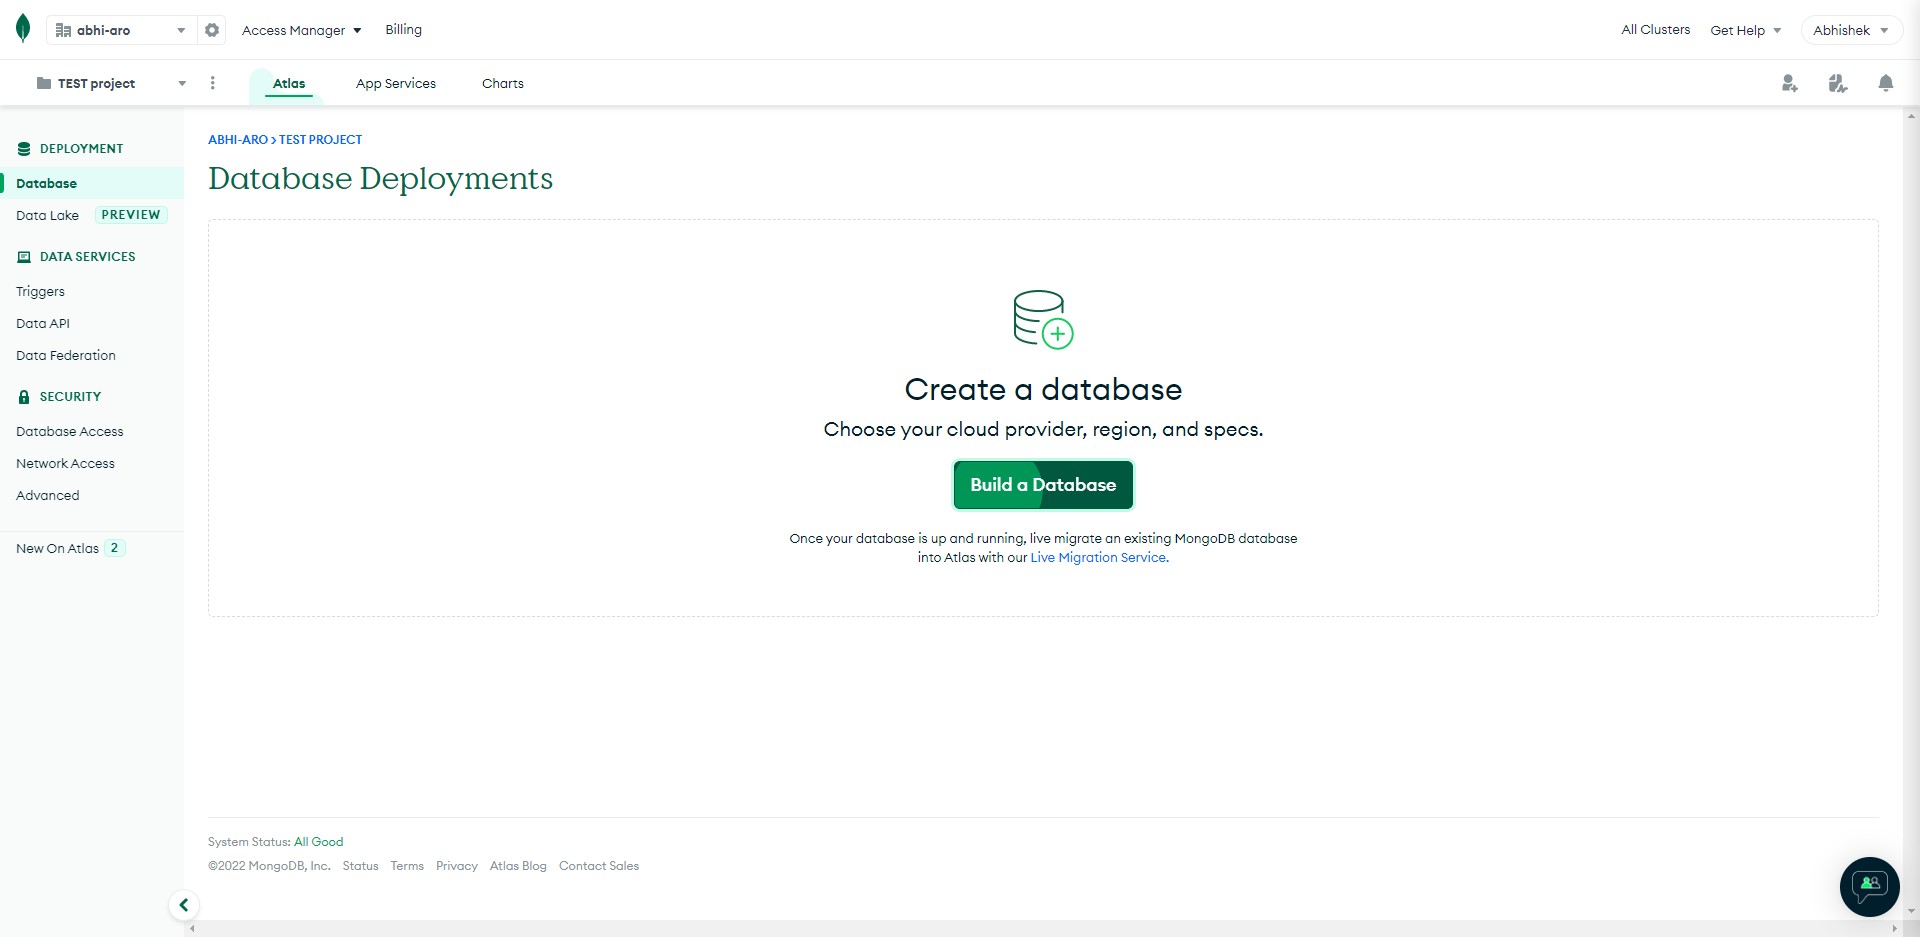 abhi-aro Access Manager Billing All Clusters Get Help Abhishek
TEST project Atlas App Services Charts
DEPLOYMENT
Database
Data Lake PREVIEW
DATA SERVICES
Triggers
Data API
Data Federation
SECURITY
Database Access
Network Access
Advanced
New On Atlas 2
ABHI-ARO > TEST PROJECT
Database Deployments
Create a database
Choose your cloud provider, region, and specs.
Build a Database
Once your database is up and running, live migrate an existing MongoDB database
into Atlas with our Live Migration Service.
System Status: All Good
©2022 MongoDB, Inc. Status Terms Privacy Atlas Blog Contact Sales